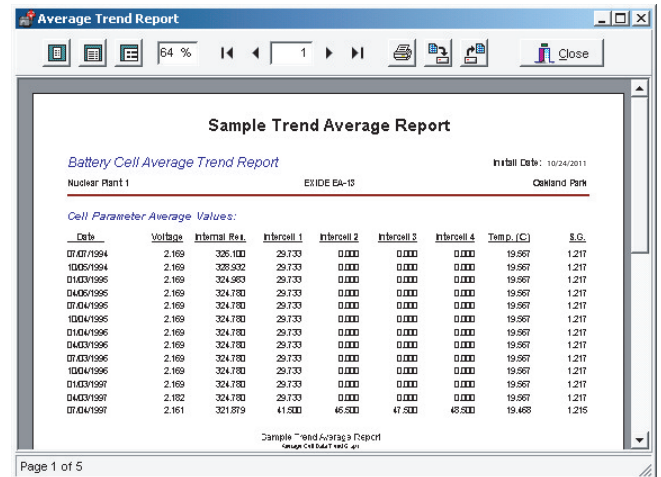 Average Trend Report
64 % 1 Close
Sample Trend Average Report
Battery Cell Average Trend Report Install Date: 10/24/2011
Nuclear Plant 1 EXIDE EA-13 Oakland Park
Cell Parameter Average Values:
Date Voltage Internal Res. Intercell 1 Intercell 2 Intercell 3 Intercell 4 Temp. (C) S.G.
07/07/1994 2.169 326.100 29.733 0.000 0.000 0.000 19.567 1.217
10/05/1994 2.169 328.932 29.733 0.000 0.000 0.000 19.567 1.217
01/03/1995 2.169 324.983 29.733 0.000 0.000 0.000 19.567 1.217
04/05/1995 2.169 324.780 29.733 0.000 0.000 0.000 19.567 1.217
07/04/1995 2.169 324.780 29.733 0.000 0.000 0.000 19.567 1.217
10/04/1995 2.169 324.780 29.733 0.000 0.000 0.000 19.567 1.217
01/04/1996 2.169 324.780 29.733 0.000 0.000 0.000 19.567 1.217
04/03/1996 2.169 324.780 29.733 0.000 0.000 0.000 19.567 1.217
07/03/1996 2.169 324.780 29.733 0.000 0.000 0.000 19.567 1.217
10/04/1996 2.169 324.780 29.733 0.000 0.000 0.000 19.567 1.217
01/03/1997 2.169 324.780 29.733 0.000 0.000 0.000 19.567 1.217
04/03/1997 2.182 324.780 29.733 0.000 0.000 0.000 19.567 1.217
07/04/1997 2.161 321.879 41.500 46.500 47.500 48.500 19.468 1.215
Sample Trend Average Report
Average Cell Data Trend Graph
Page 1 of 5